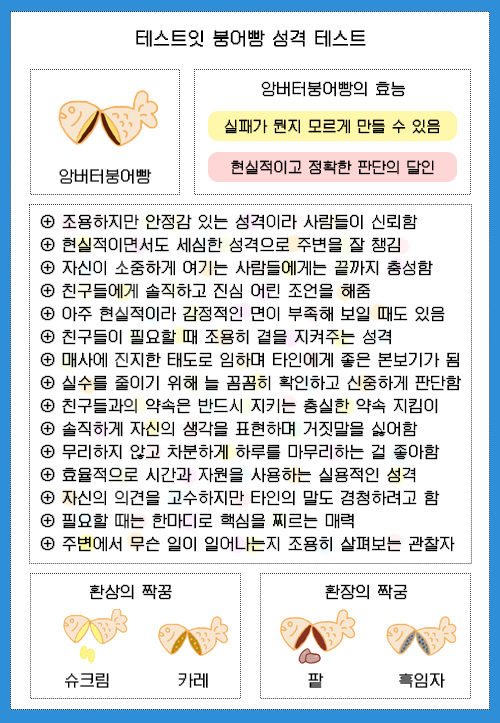 테스트잇 붕어빵 성격 테스트
앙버터붕어빵
앙버터붕어빵의 효능
실패가 뭔지 모르게 만들 수 있음
현실적이고 정확한 판단의 달인
⊕ 조용하지만 안정감 있는 성격이라 사람들이 신뢰함
⊕ 현실적이면서도 세심한 성격으로 주변을 잘 챙김
⊕ 자신이 소중하게 여기는 사람들에게는 끝까지 충성함
⊕ 친구들에게 솔직하고 진심 어린 조언을 해줌
⊕ 아주 현실적이라 감정적인 면이 부족해 보일 때도 있음
⊕ 친구들이 필요할 때 조용히 곁을 지켜주는 성격
⊕ 매사에 진지한 태도로 임하며 타인에게 좋은 본보기가 됨
⊕ 실수를 줄이기 위해 늘 꼼꼼히 확인하고 신중하게 판단함
⊕ 친구들과의 약속은 반드시 지키는 충실한 약속 지킴이
⊕ 솔직하게 자신의 생각을 표현하며 거짓말을 싫어함
⊕ 무리하지 않고 차분하게 하루를 마무리하는 걸 좋아함
⊕ 효율적으로 시간과 자원을 사용하는 실용적인 성격
⊕ 자신의 의견을 고수하지만 타인의 말도 경청하려고 함
⊕ 필요할 때는 한마디로 핵심을 찌르는 매력
⊕ 주변에서 무슨 일이 일어나는지 조용히 살펴보는 관찰자
환상의 짝꿍
슈크림
카레
환장의 짝궁
팥
흑임자